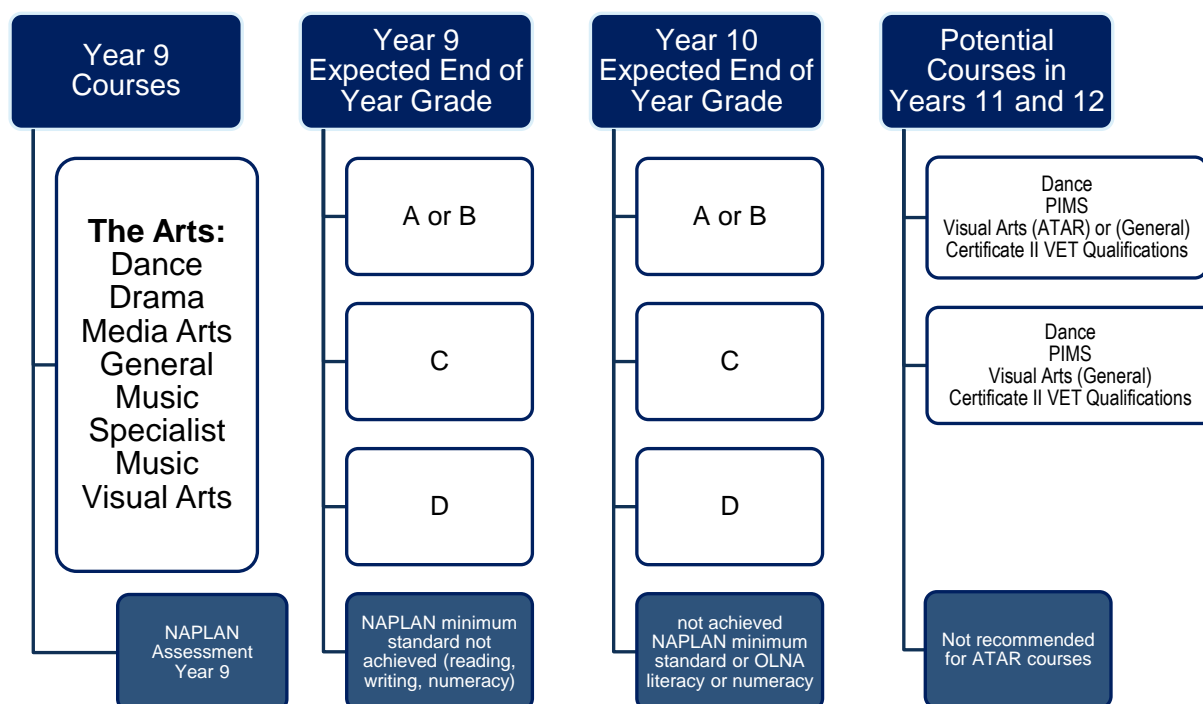 Year 9
Courses
The Arts:
Dance
Drama
Media Arts
General
Music
Specialist
Music
Visual Arts
NAPLAN
Assessment
Year 9
Year 9
Expected End of
Year Grade
A or B
C
D
NAPLAN minimum
standard not
achieved (reading,
writing, numeracy)
Year 10
Expected End of
Year Grade
A or B
C
D
not achieved
NAPLAN minimum
standard or OLNA
literacy or numeracy
Potential
Courses in
Years 11 and 12
Dance
PIMS
Visual Arts (ATAR) or (General)
Certificate II VET Qualifications
Dance
PIMS
Visual Arts (General)
Certificate II VET Qualifications
Not recommended
for ATAR courses